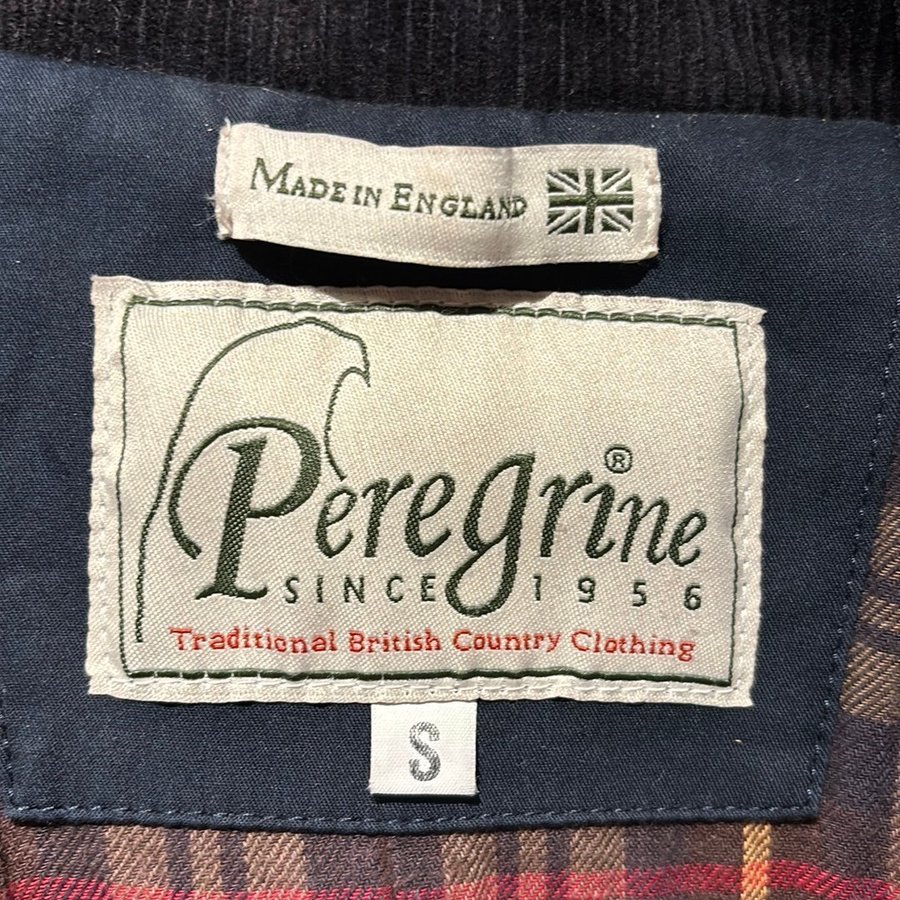 MADE IN ENGLAND
Peregrine®
SINCE 1956
Traditional British Country Clothing
S